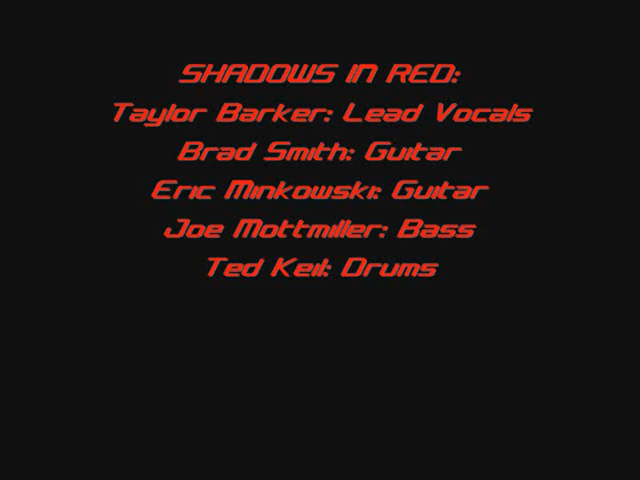 SHADOWS IN RED:
Taylor Barker: Lead Vocals
Brad Smith: Guitar
Eric Minkowski: Guitar
Joe Mottmiller: Bass
Ted Keil: Drums